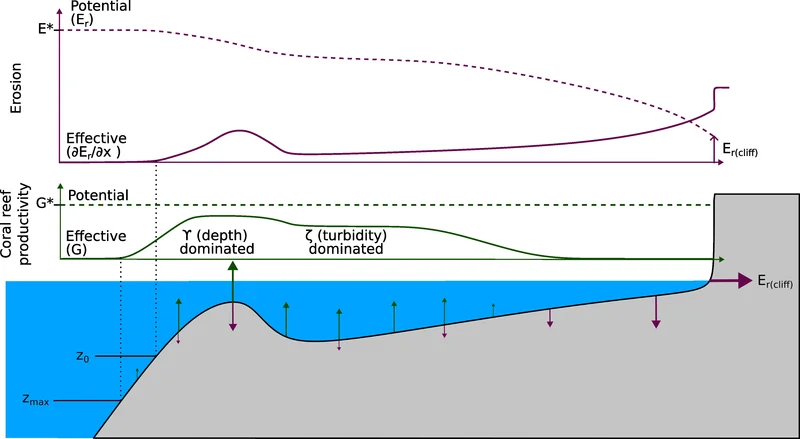 Potential
(Er)
E*
Erosion
Effective
(∂Er/∂x )
Er(cliff)
Potential
G*
Coral reef
productivity
Effective
(G)
ϒ (depth)
dominated
ζ (turbidity)
dominated
Er(cliff)
z0
zmax